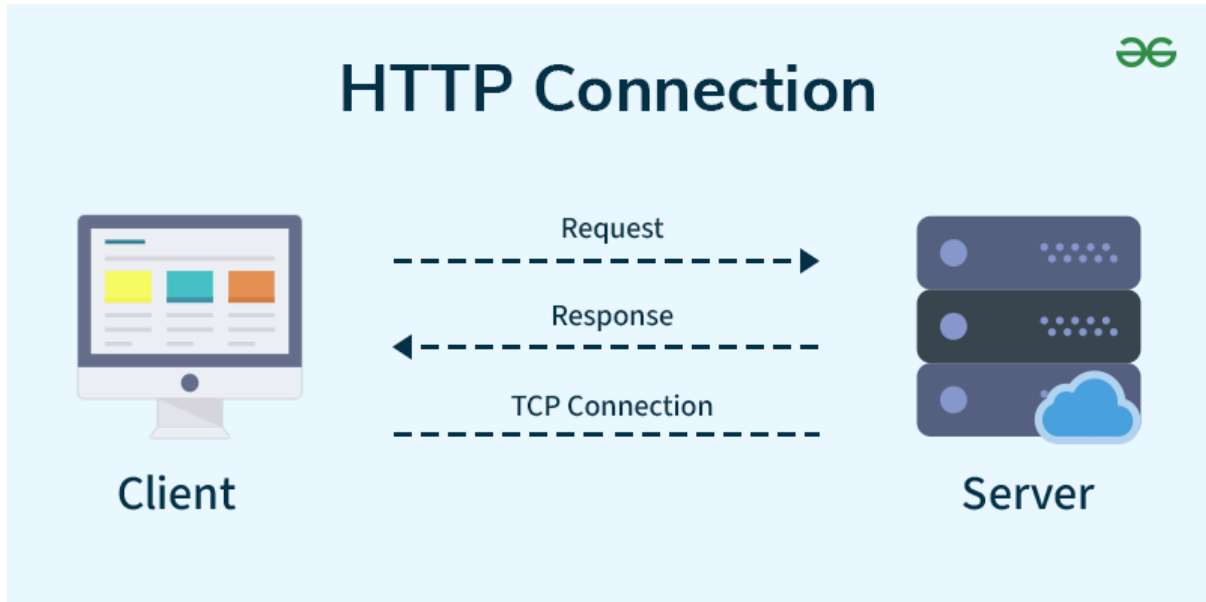 HTTP Connection
Request
Response
TCP Connection
Client
Server